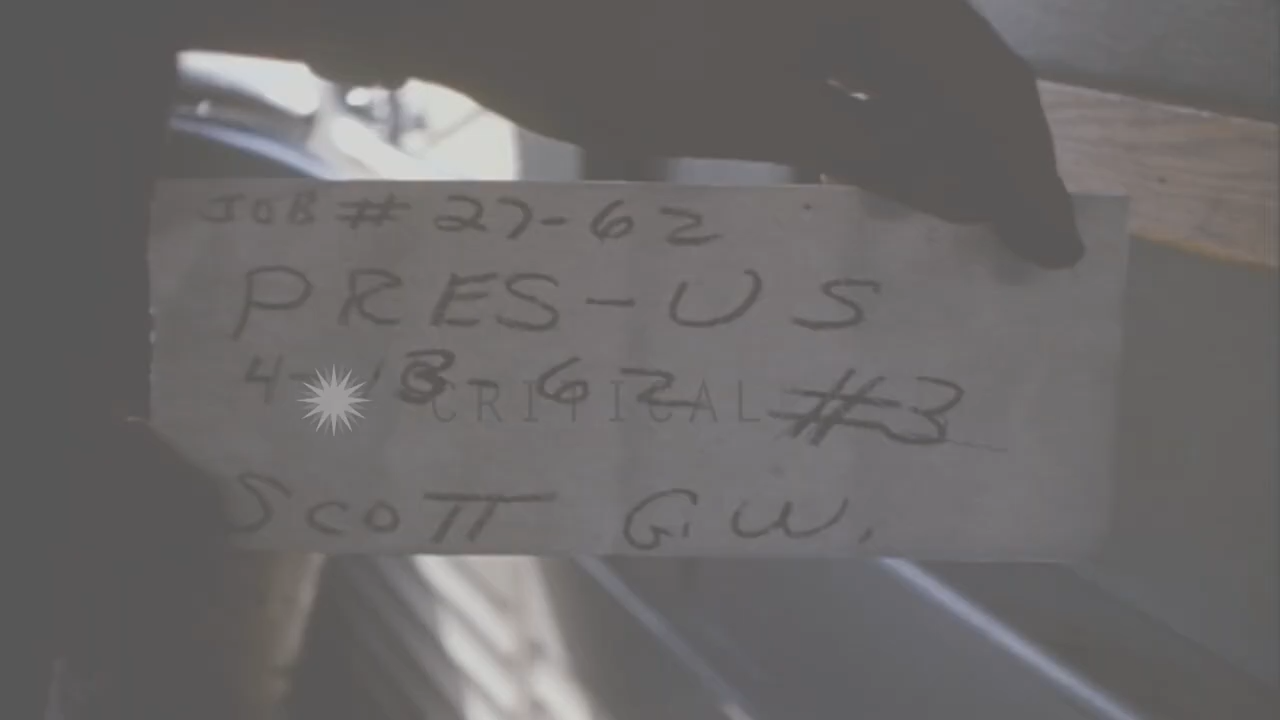 JOB # 27-62
PRES-US
4-13-62 #3
CRITICAL
SCOTT G.W.